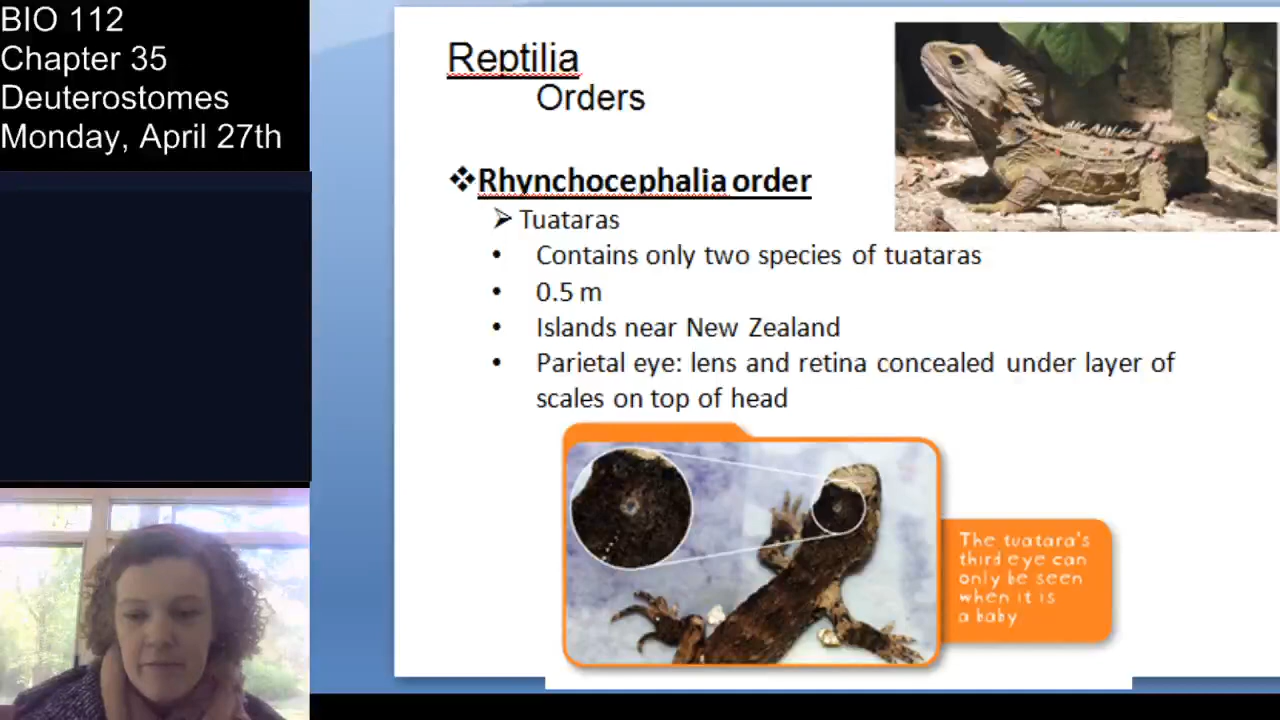 BIO 112
Chapter 35
Deuterostomes
Monday, April 27th
Reptilia
Orders
❖Rhynchocephalia order
➢ Tuataras
• Contains only two species of tuataras
• 0.5 m
• Islands near New Zealand
• Parietal eye: lens and retina concealed under layer of
scales on top of head
The tuatara's
third eye can
only be seen
when it is
a baby